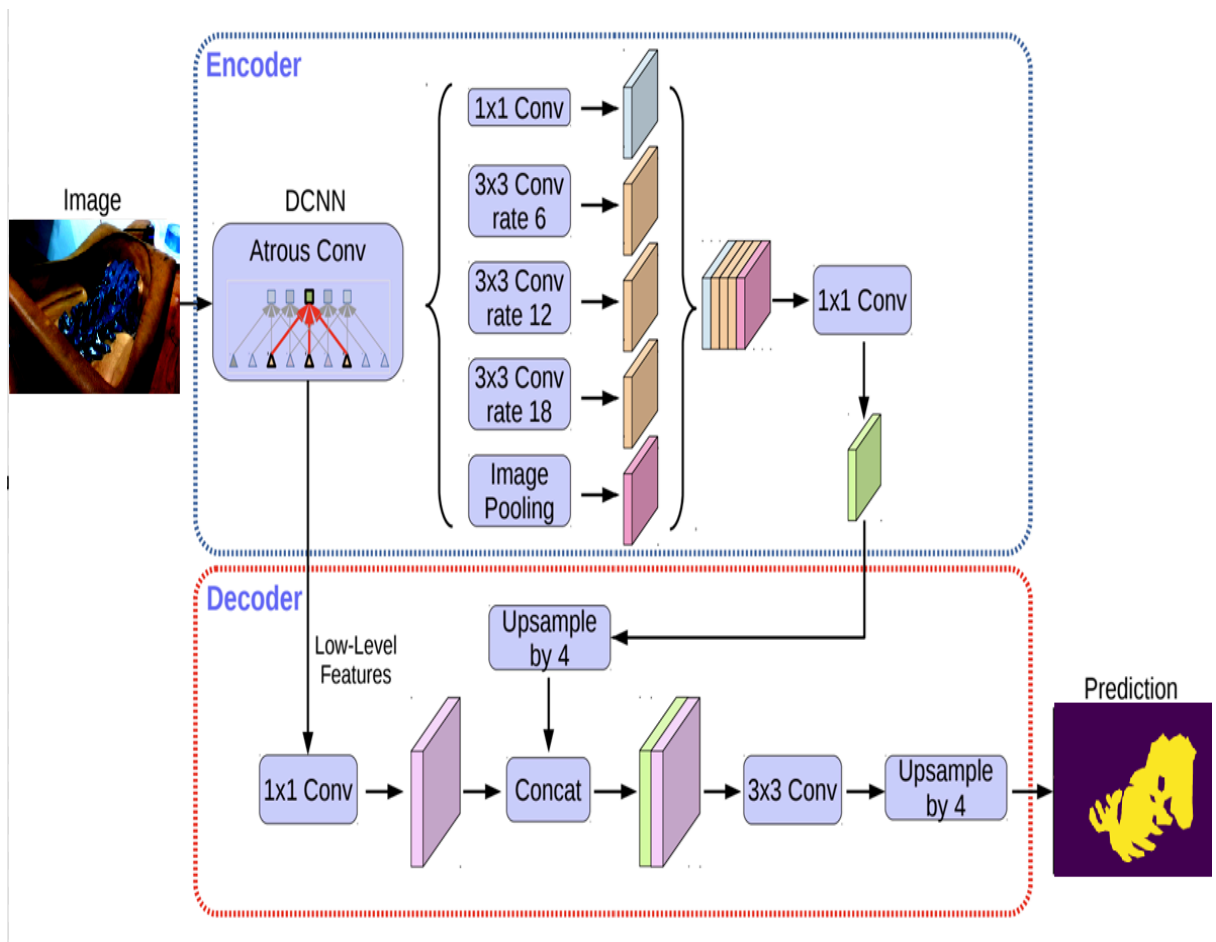 Encoder
Image
DCNN
Atrous Conv
1x1 Conv
3x3 Conv
rate 6
3x3 Conv
rate 12
3x3 Conv
rate 18
Image
Pooling
1x1 Conv
Decoder
Low-Level
Features
Upsample
by 4
1x1 Conv
Concat
3x3 Conv
Upsample
by 4
Prediction